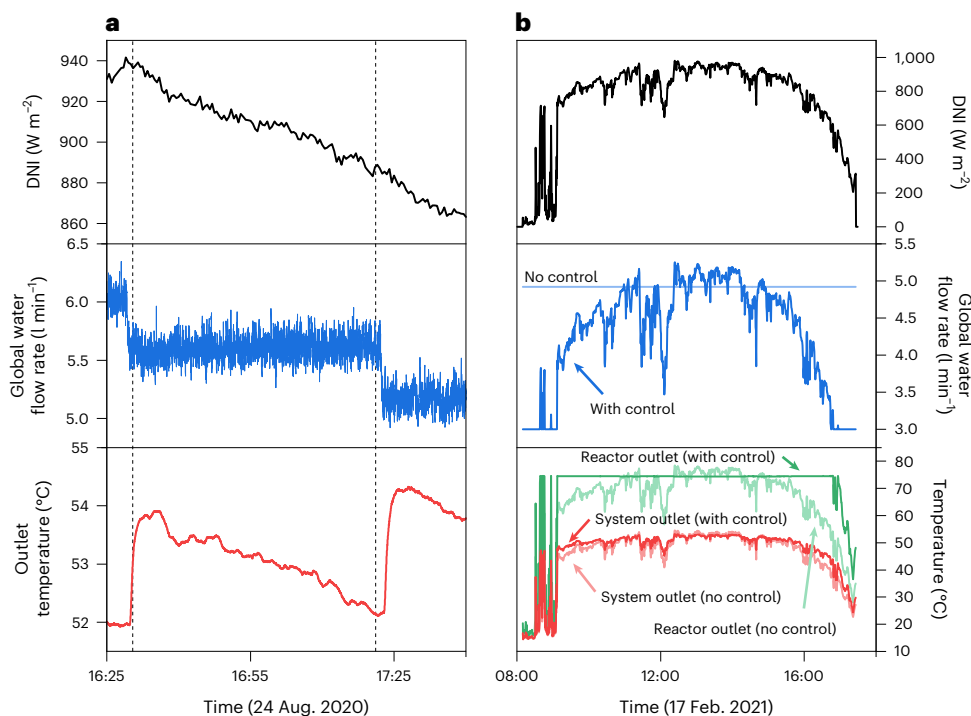 a
DNI (W m⁻²)
940
920
900
880
860
Global water
flow rate (l min⁻¹)
6.5
6.0
5.5
5.0
Outlet
temperature (°C)
55
54
53
52
16:25
16:55
17:25
Time (24 Aug. 2020)
b
1,000
800
600
400
200
0
DNI (W m⁻²)
No control
With control
5.5
5.0
4.5
4.0
3.5
3.0
Global water
flow rate (l min⁻¹)
Reactor outlet (with control)
System outlet (with control)
System outlet (no control)
Reactor outlet (no control)
80
70
60
50
40
30
20
10
Temperature (°C)
08:00
12:00
16:00
Time (17 Feb. 2021)